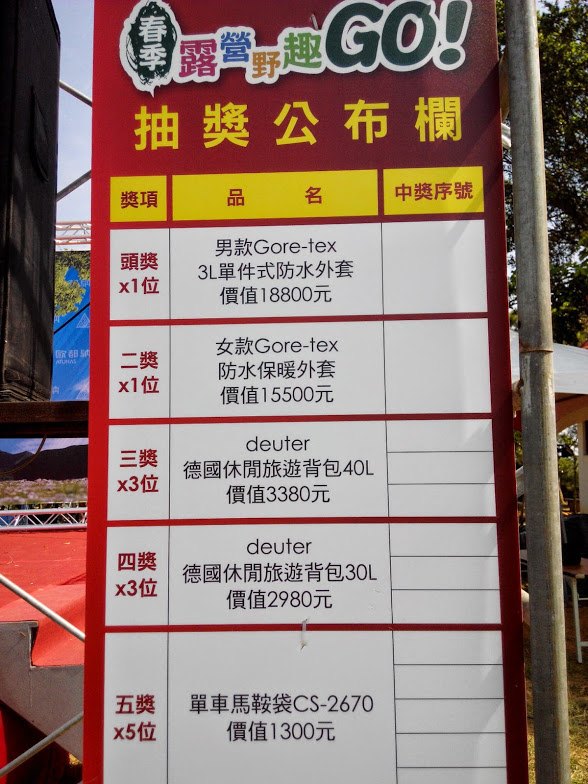 春季
露營野趣GO!
抽獎公布欄
獎項 品名 中獎序號
頭獎
x1位
男款Gore-tex
3L單件式防水外套
價值18800元
二獎
x1位
女款Gore-tex
防水保暖外套
價值15500元
三獎
x3位
deuter
德國休閒旅遊背包40L
價值3380元
四獎
x3位
deuter
德國休閒旅遊背包30L
價值2980元
五獎
x5位
單車馬鞍袋CS-2670
價值1300元
歐都納
ATUNAS